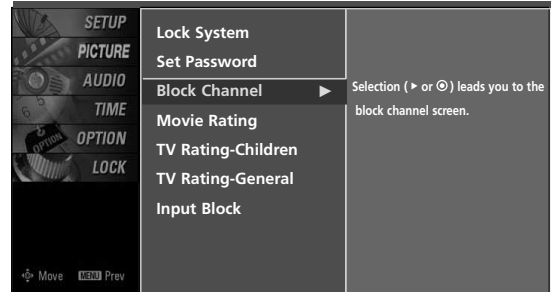 SETUP
PICTURE
AUDIO
TIME
OPTION
LOCK
Move MENU Prev
Lock System
Set Password
Block Channel ▶
Movie Rating
TV Rating-Children
TV Rating-General
Input Block
Selection (▶ or ⊙) leads you to the
block channel screen.